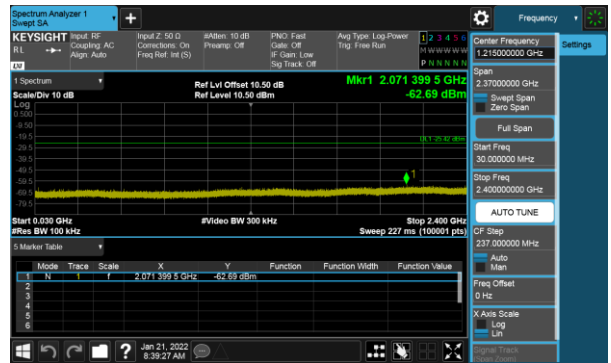 Spectrum Analyzer 1
Swept SA
+
Frequency
KEYSIGHT
RL
Input: RF
Coupling: AC
Align: Auto
Input Z: 50 Ω
Corrections: On
Freq Ref: Int (S)
#Atten: 10 dB
Preamp: Off
PNO: Fast
Gate: Off
IF Gain: Low
Sig Track: Off
Avg Type: Log-Power
Trig: Free Run
1 2 3 4 5 6
M W W W W W
P N N N N N
LXI
1 Spectrum
Scale/Div 10 dB
Ref Lvl Offset 10.50 dB
Ref Level 10.50 dBm
Mkr1 2.071 399 5 GHz
-62.69 dBm
Log
0.500
-9.50
-19.5
-29.5
-39.5
-49.5
-59.5
-69.5
-79.5
1
Start 0.030 GHz
#Res BW 100 kHz
#Video BW 300 kHz
Stop 2.400 GHz
Sweep 227 ms (100001 pts)
5 Marker Table
Mode Trace Scale X Y Function Function Width Function Value
1 N 1 f 2.071 399 5 GHz -62.69 dBm
2
3
4
5
6
?
Jan 21, 2022
8:39:27 AM
Center Frequency
1.215000000 GHz
Settings
Span
2.37000000 GHz
Swept Span
Zero Span
Full Span
Start Freq
30.000000 MHz
Stop Freq
2.400000000 GHz
AUTO TUNE
CF Step
237.000000 MHz
Auto
Man
Freq Offset
0 Hz
X Axis Scale
Log
Lin
Signal Track
(Span Zoom)